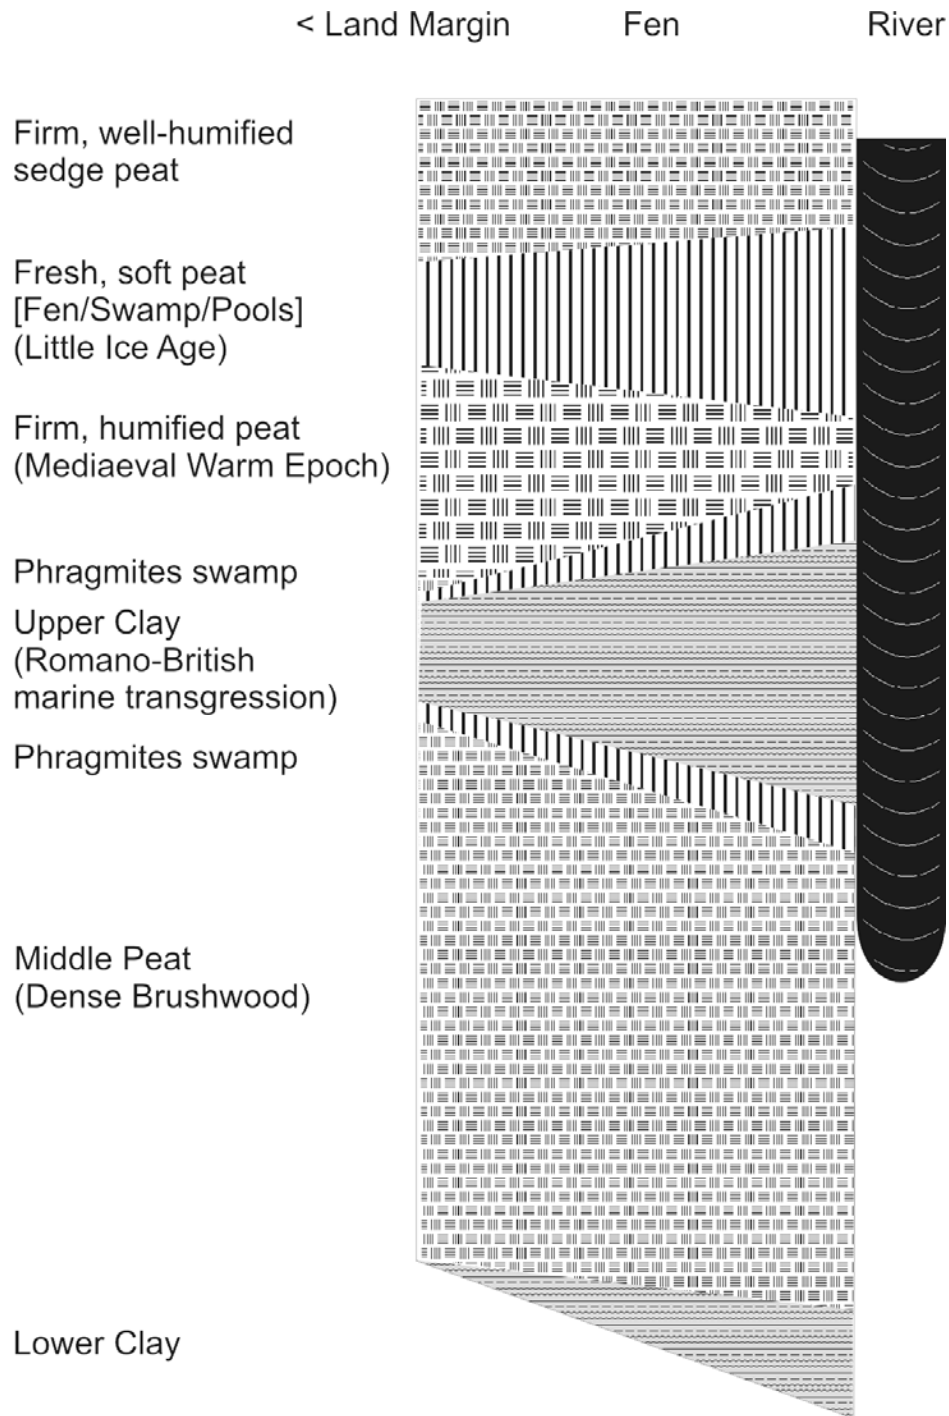 < Land Margin Fen River
Firm, well-humified
sedge peat
Fresh, soft peat
[Fen/Swamp/Pools]
(Little Ice Age)
Firm, humified peat
(Mediaeval Warm Epoch)
Phragmites swamp
Upper Clay
(Romano-British
marine transgression)
Phragmites swamp
Middle Peat
(Dense Brushwood)
Lower Clay